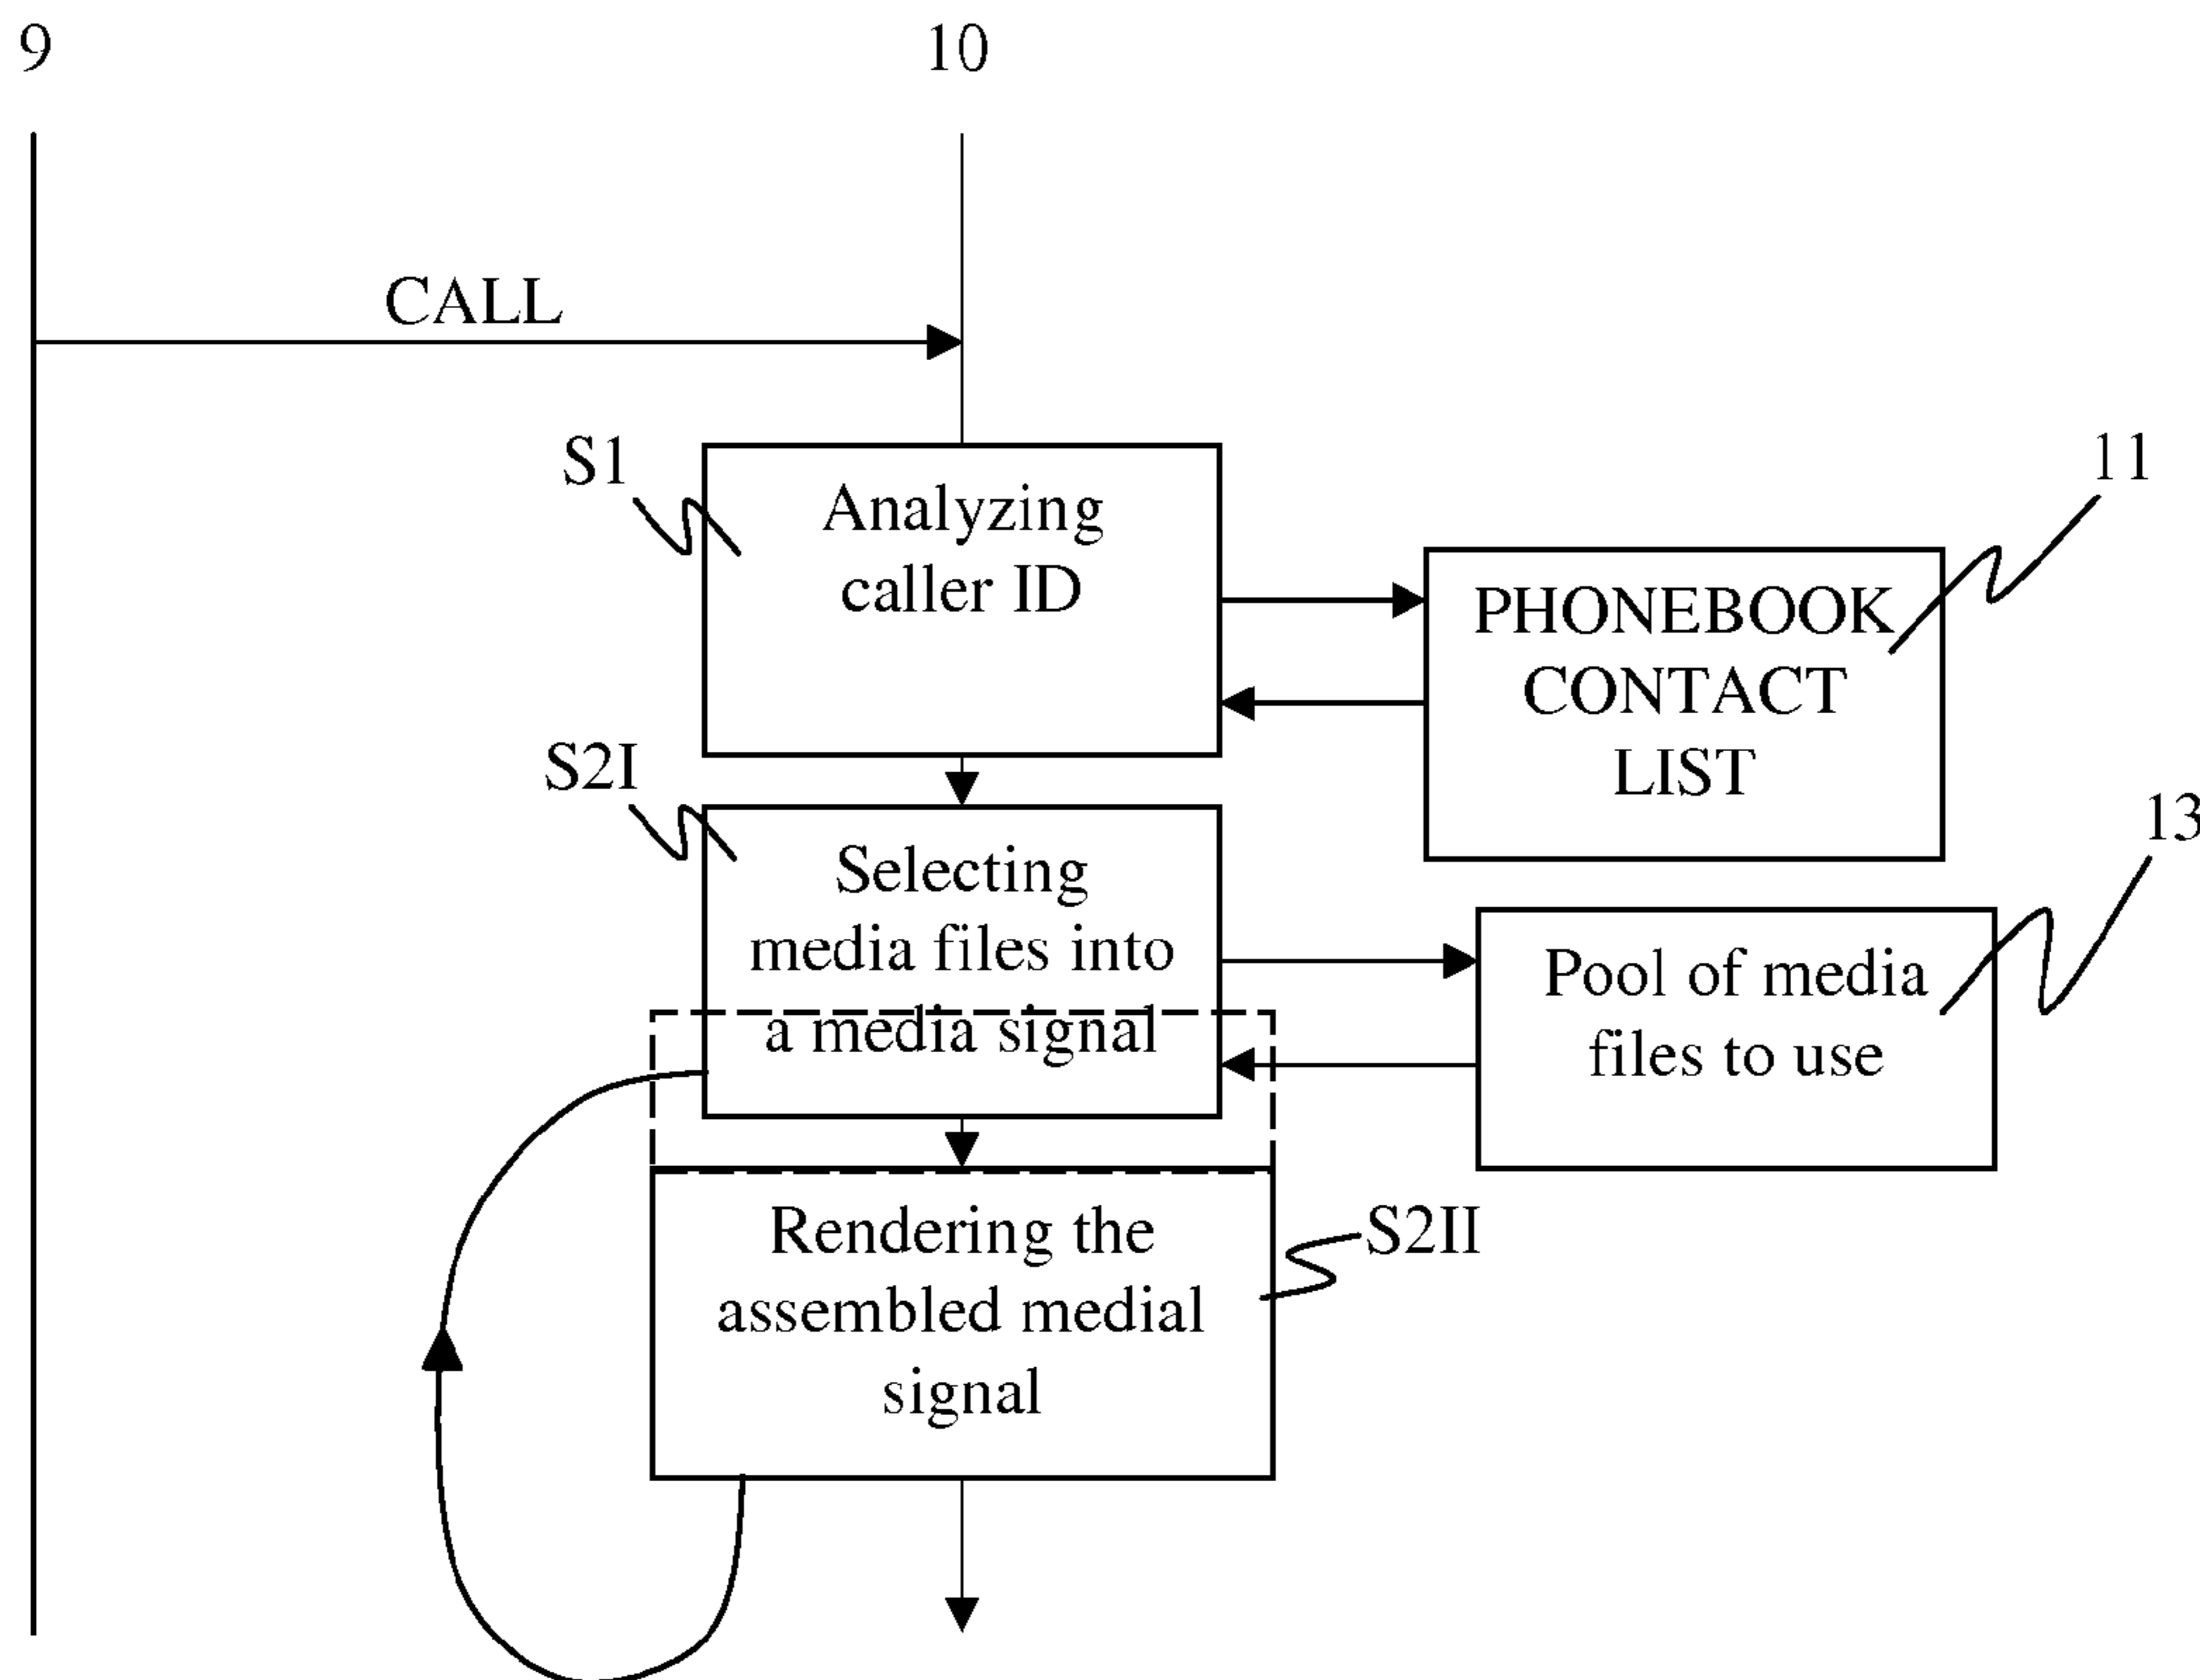 9
10
CALL
S1
Analyzing
caller ID
11
PHONEBOOK
CONTACT
LIST
S2I
Selecting
media files into
a media signal
13
Pool of media
files to use
Rendering the
assembled medial
signal
S2II